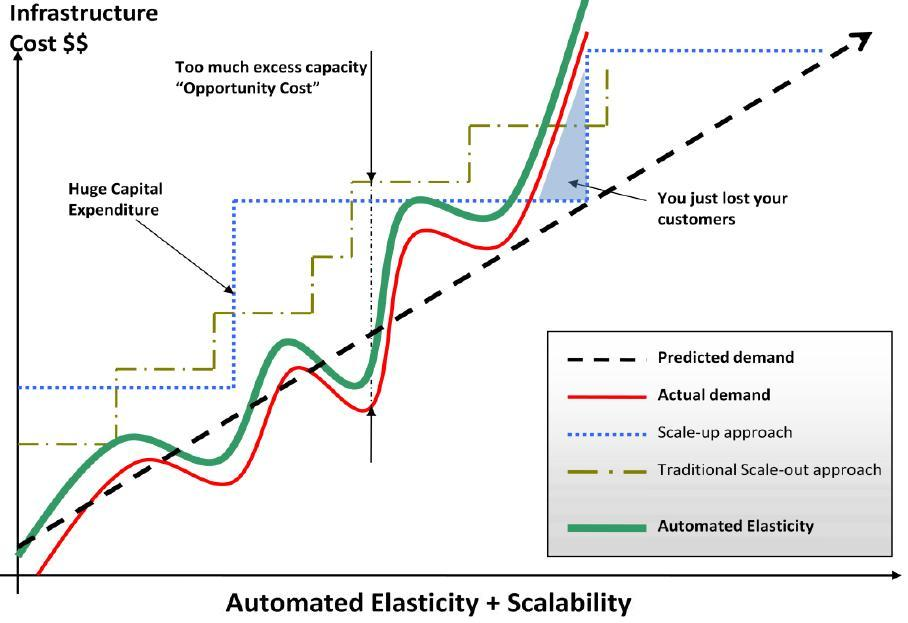 Infrastructure
Cost $$
Too much excess capacity
“Opportunity Cost”
Huge Capital
Expenditure
You just lost your
customers
Predicted demand
Actual demand
Scale-up approach
Traditional Scale-out approach
Automated Elasticity
Automated Elasticity + Scalability